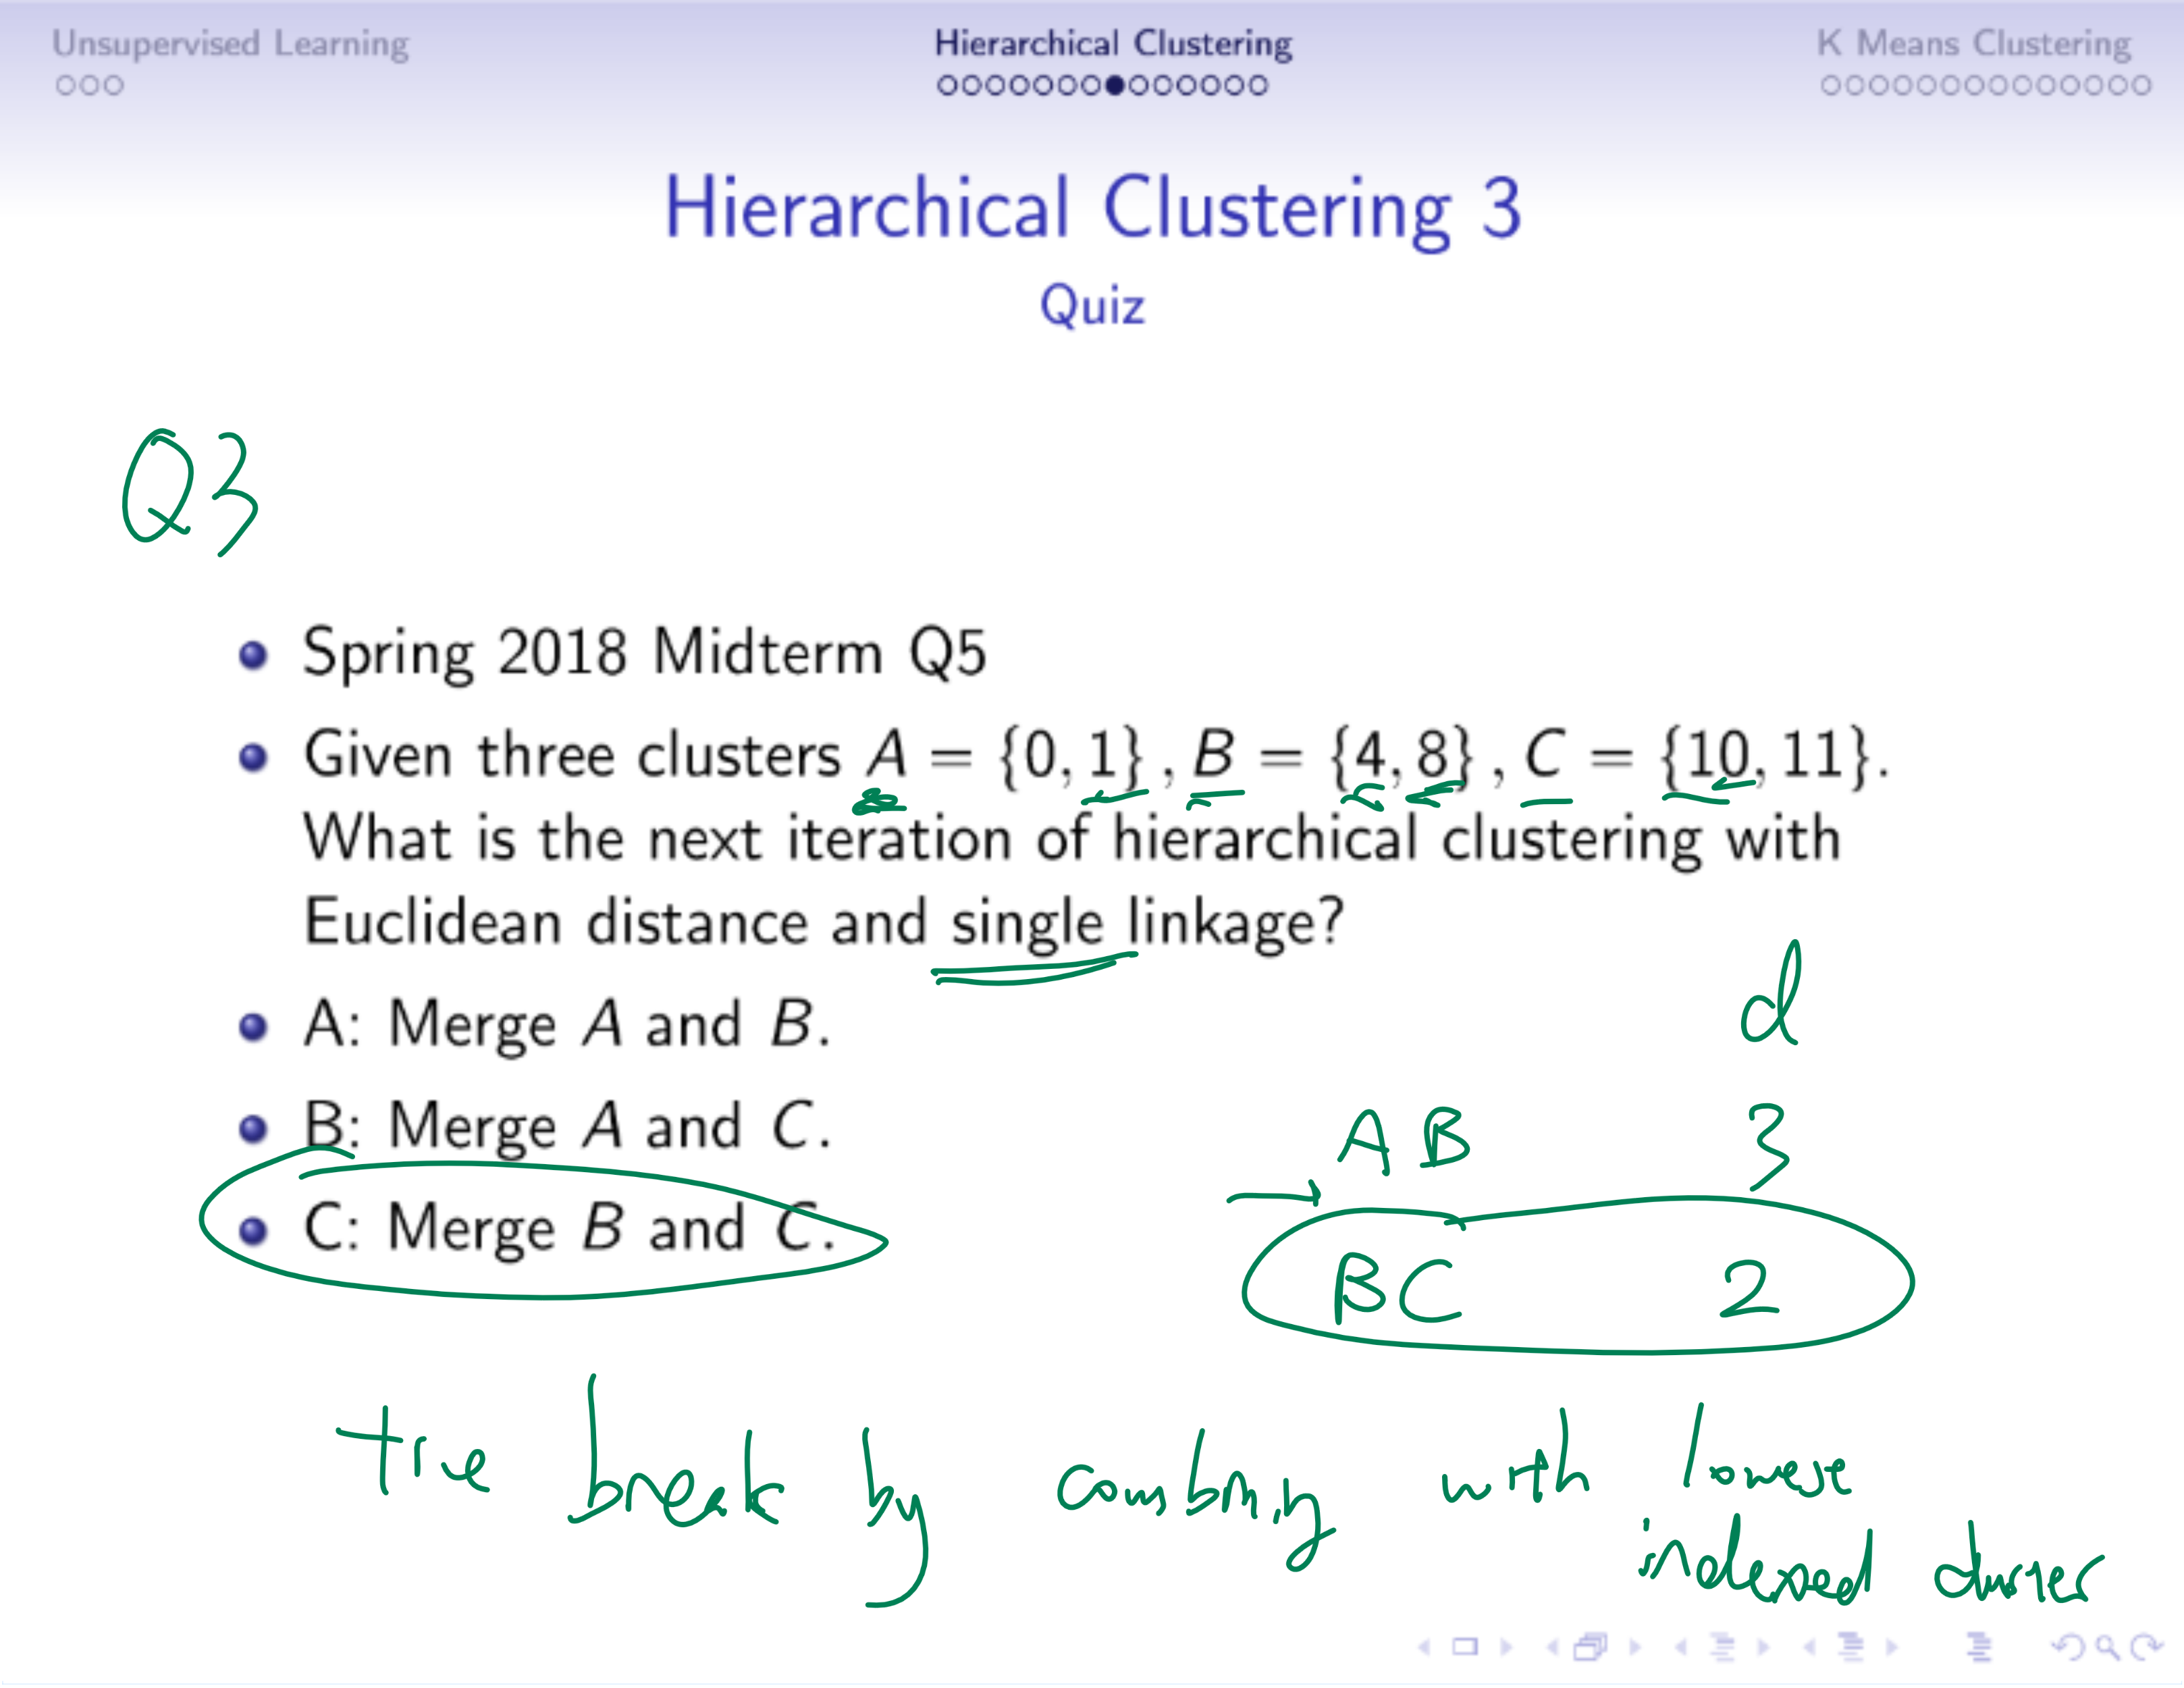 Unsupervised Learning
Hierarchical Clustering
K Means Clustering
Hierarchical Clustering 3
Quiz
Q3
Spring 2018 Midterm Q5
Given three clusters A = {0, 1}, B = {4, 8}, C = {10, 11}.
What is the next iteration of hierarchical clustering with
Euclidean distance and single linkage?
A: Merge A and B.
B: Merge A and C.
C: Merge B and C.
d
AB 3
BC 2
tie break by combining with lowest
indexed cluster